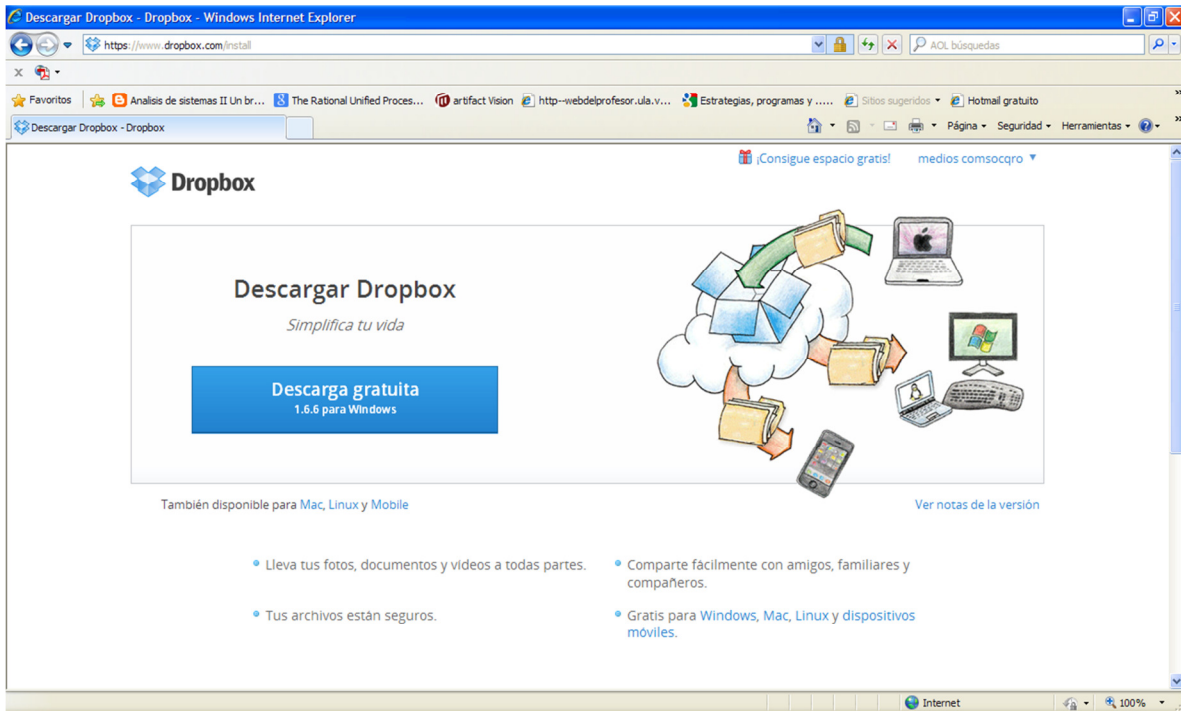 Descargar Dropbox - Dropbox - Windows Internet Explorer
https://www.dropbox.com/install
AOL búsquedas
x
Favoritos
Analisis de sistemas II Un br...
The Rational Unified Proces...
artifact Vision
http--webdelprofesor.ula.v...
Estrategias, programas y .....
Sitios sugeridos
Hotmail gratuito
Descargar Dropbox - Dropbox
Página
Seguridad
Herramientas
¡Consigue espacio gratis!
medios comsocqro
Dropbox
Descargar Dropbox
Simplifica tu vida
Descarga gratuita
1.6.6 para Windows
También disponible para Mac, Linux y Mobile
Ver notas de la versión
Lleva tus fotos, documentos y videos a todas partes.
Comparte fácilmente con amigos, familiares y
compañeros.
Tus archivos están seguros.
Gratis para Windows, Mac, Linux y dispositivos
móviles.
Internet
100%